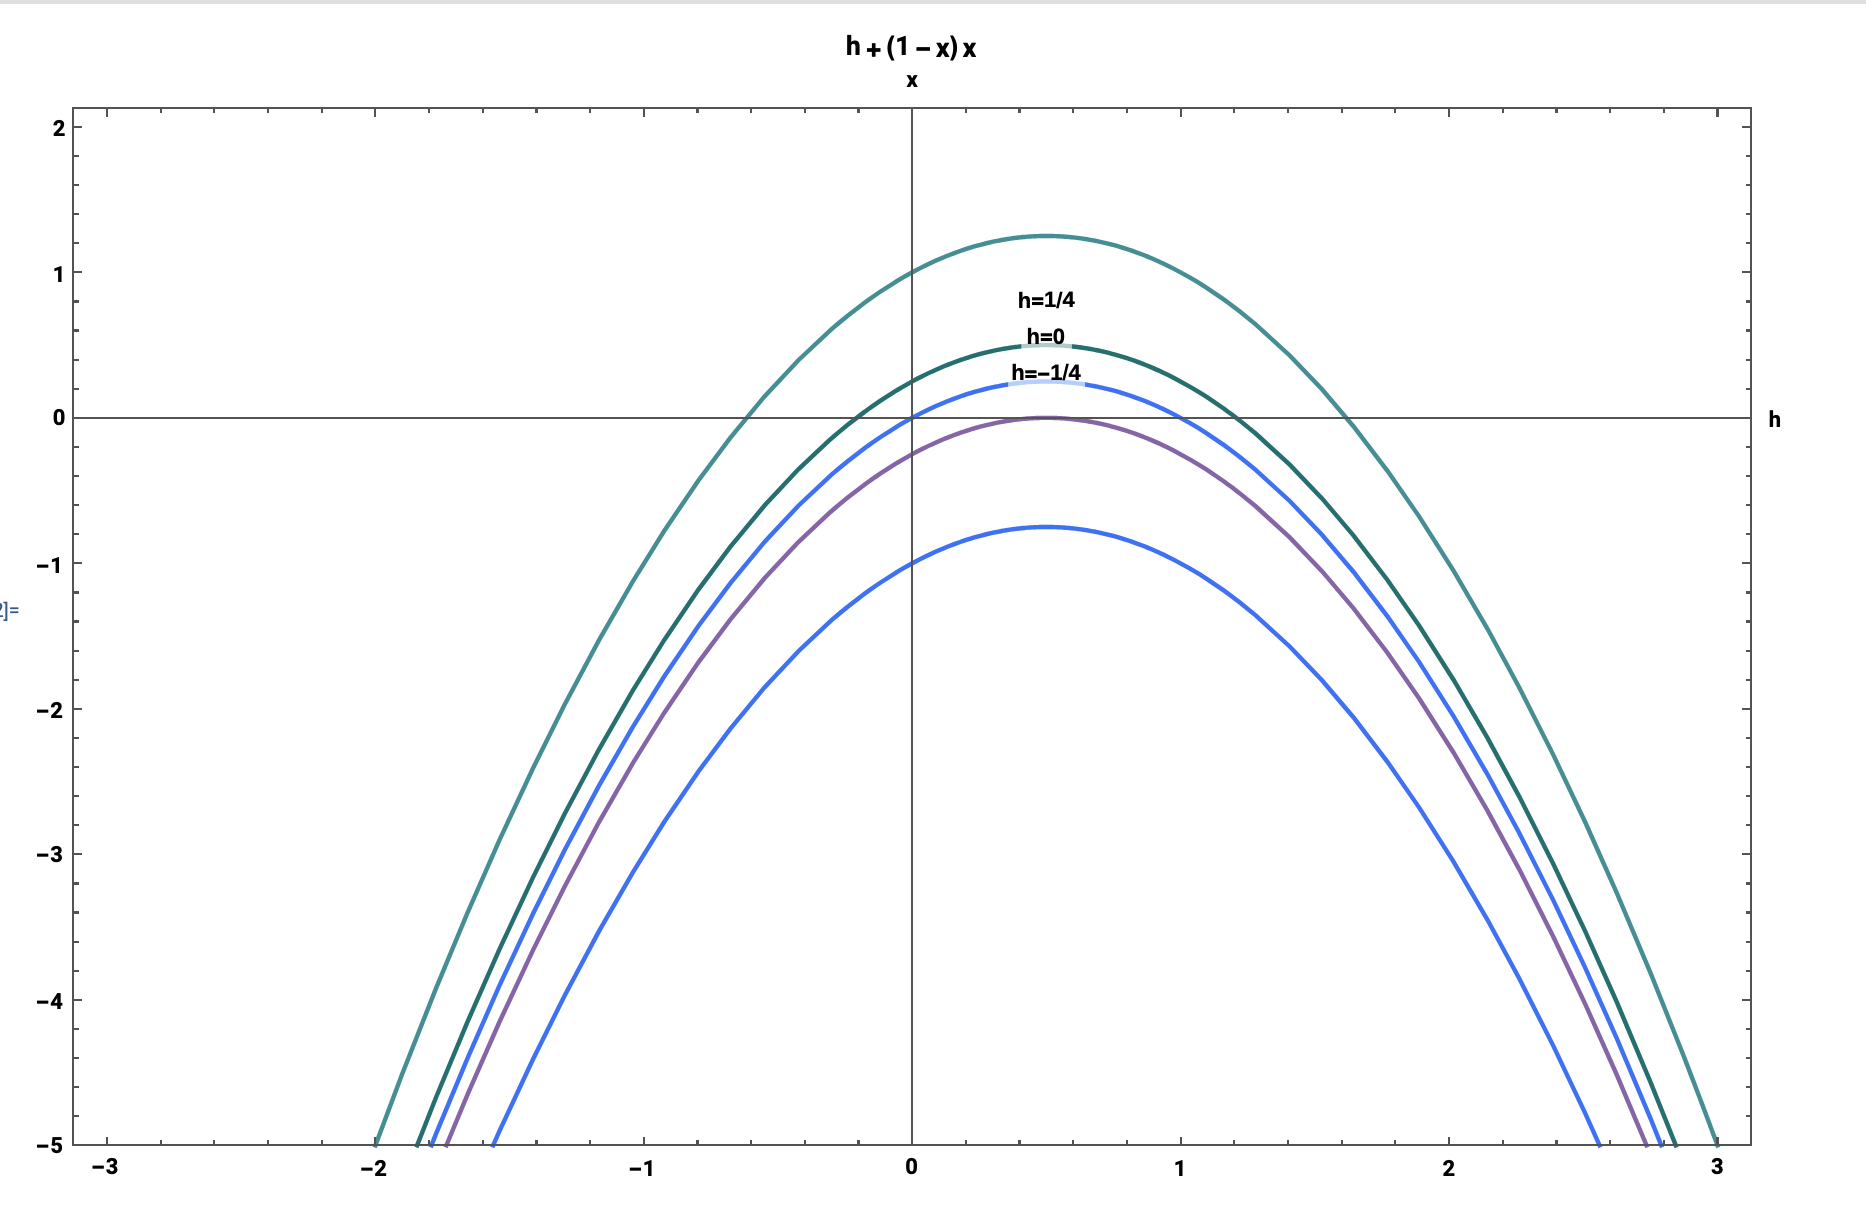 h + (1 – x) x
x
2
h=1/4
1
h=0
h=–1/4
0
h
–1
2]=
–2
–3
–4
–5
–3 –2 –1 0 1 2 3